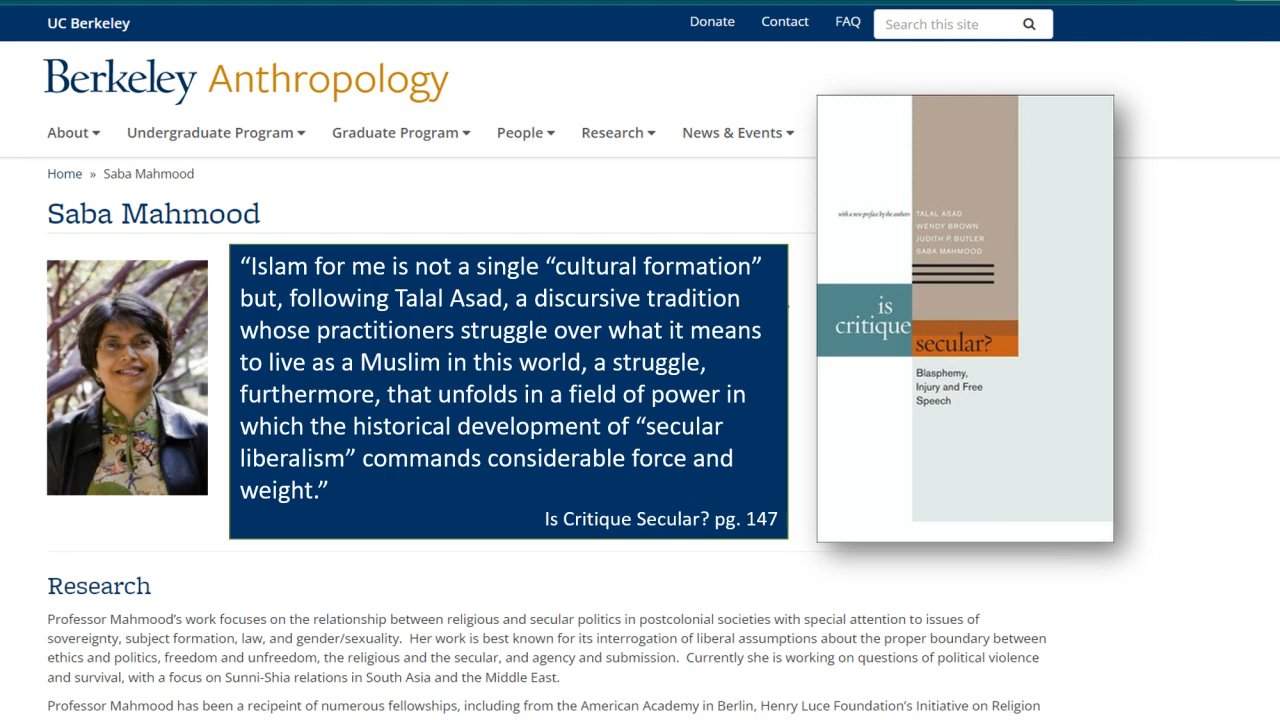 UC Berkeley
Donate
Contact
FAQ
Search this site
Berkeley Anthropology
About
Undergraduate Program
Graduate Program
People
Research
News & Events
Home » Saba Mahmood
Saba Mahmood
“Islam for me is not a single “cultural formation”
but, following Talal Asad, a discursive tradition
whose practitioners struggle over what it means
to live as a Muslim in this world, a struggle,
furthermore, that unfolds in a field of power in
which the historical development of “secular
liberalism” commands considerable force and
weight.”
Is Critique Secular? pg. 147
with a new preface by the authors
TALAL ASAD
WENDY BROWN
JUDITH P. BUTLER
SABA MAHMOOD
is
critique
secular?
Blasphemy,
Injury and Free
Speech
Research
Professor Mahmood’s work focuses on the relationship between religious and secular politics in postcolonial societies with special attention to issues of
sovereignty, subject formation, law, and gender/sexuality. Her work is best known for its interrogation of liberal assumptions about the proper boundary between
ethics and politics, freedom and unfreedom, the religious and the secular, and agency and submission. Currently she is working on questions of political violence
and survival, with a focus on Sunni-Shia relations in South Asia and the Middle East.
Professor Mahmood has been a recipeint of numerous fellowships, including from the American Academy in Berlin, Henry Luce Foundation’s Initiative on Religion